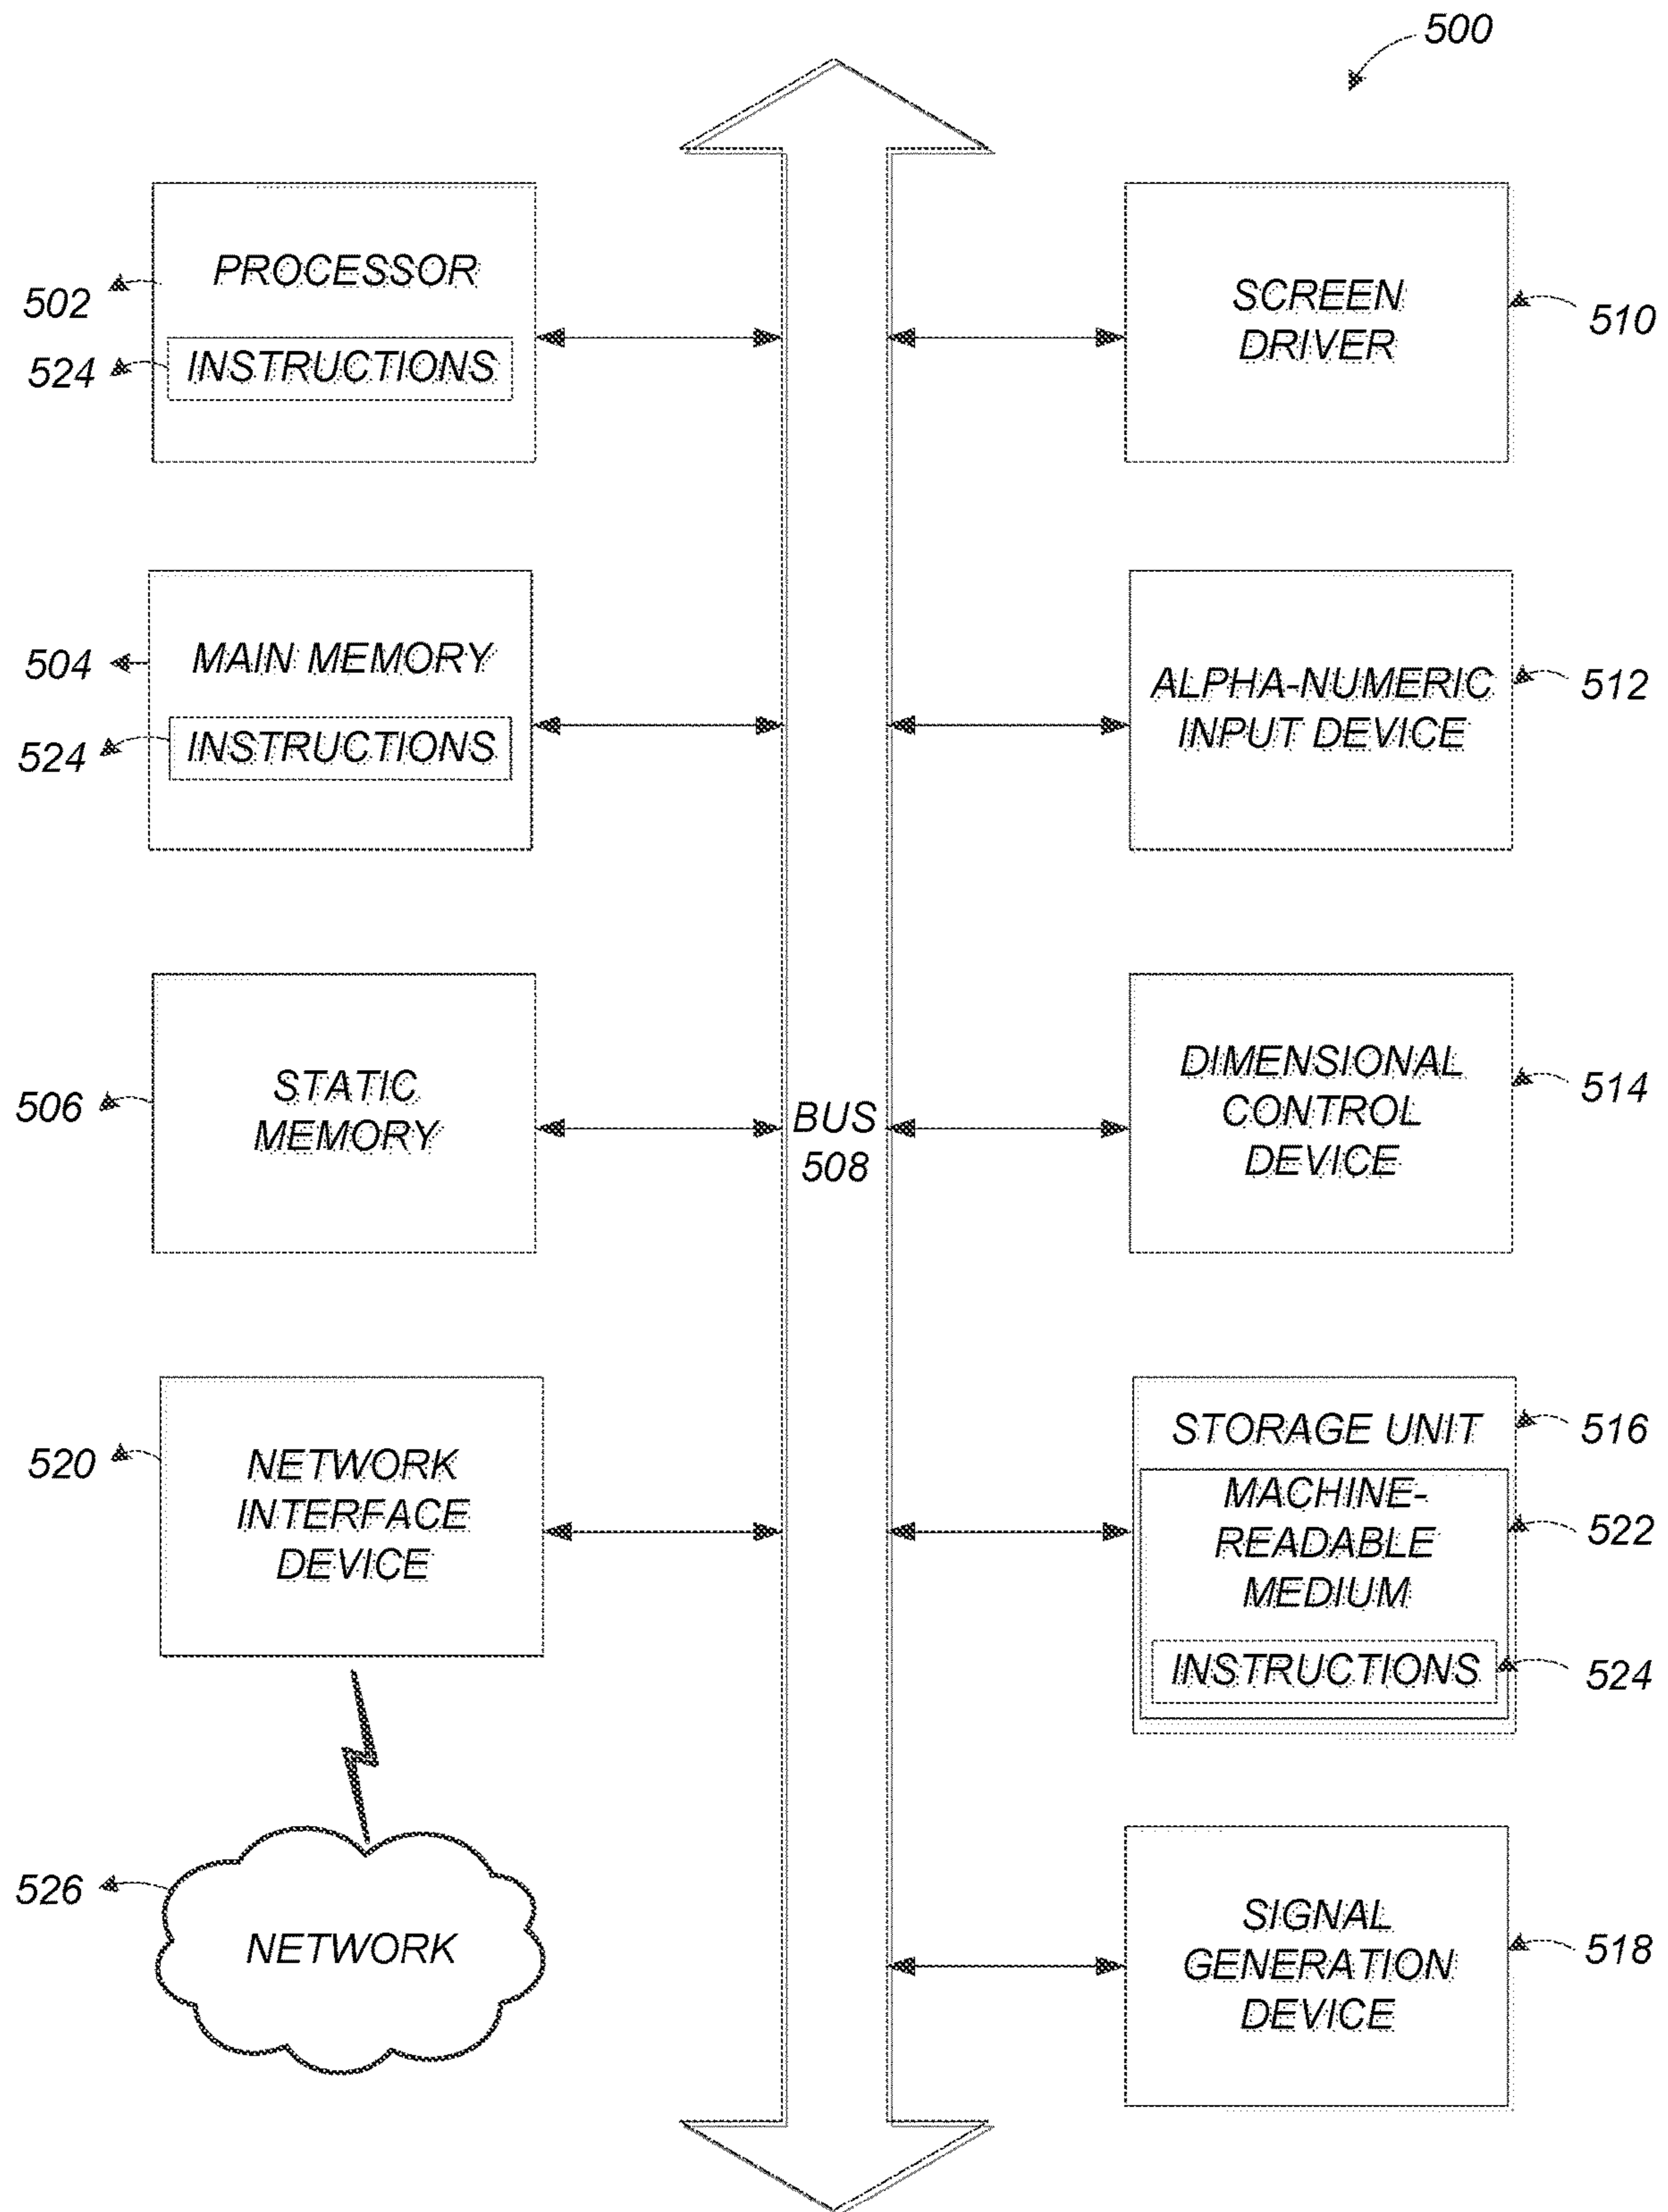 500
PROCESSOR
502
524
INSTRUCTIONS
SCREEN
DRIVER
510
MAIN MEMORY
504
524
INSTRUCTIONS
ALPHA-NUMERIC
INPUT DEVICE
512
STATIC
MEMORY
506
BUS
508
DIMENSIONAL
CONTROL
DEVICE
514
520
NETWORK
INTERFACE
DEVICE
STORAGE UNIT
516
MACHINE-
READABLE
MEDIUM
522
INSTRUCTIONS
524
526
NETWORK
SIGNAL
GENERATION
DEVICE
518